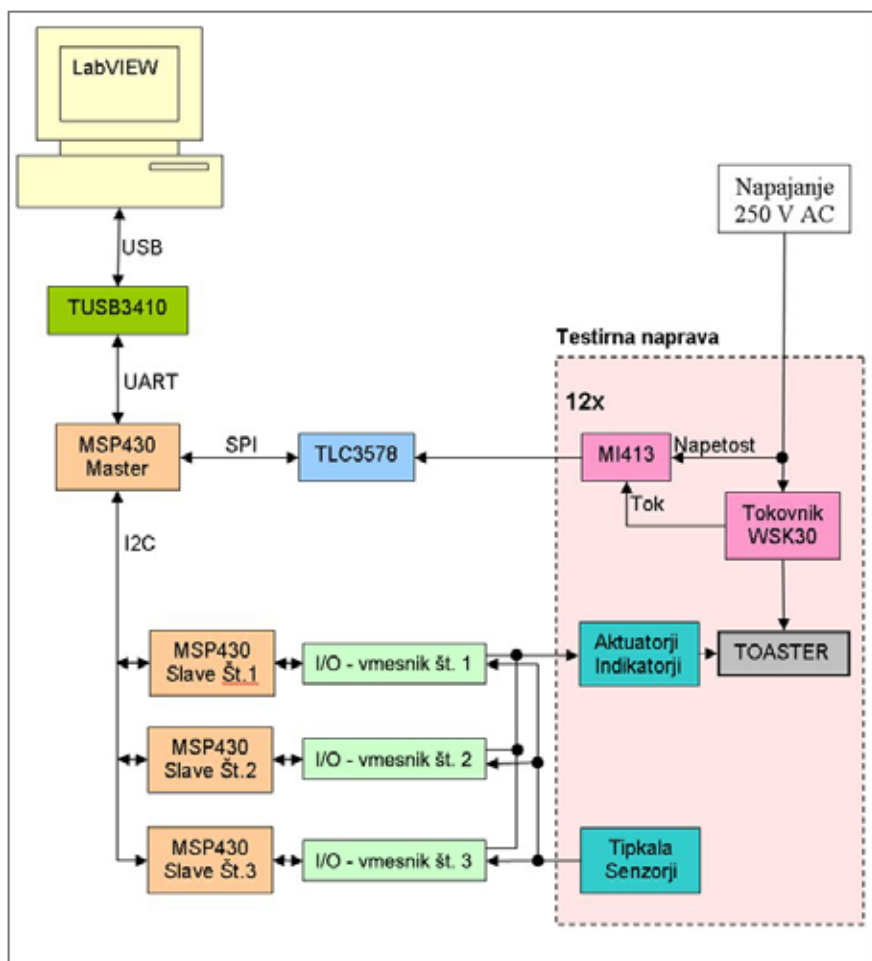 LabVIEW
Napajanje
250 V AC
USB
TUSB3410
Testirna naprava
UART
12x
MSP430
Master
SPI
TLC3578
MI413
Napetost
Tok
Tokovnik
WSK30
I2C
MSP430
Slave Št.1
I/O - vmesnik št. 1
Aktuatorji
Indikatorji
TOASTER
MSP430
Slave Št.2
I/O - vmesnik št. 2
MSP430
Slave Št.3
I/O - vmesnik št. 3
Tipkala
Senzorji